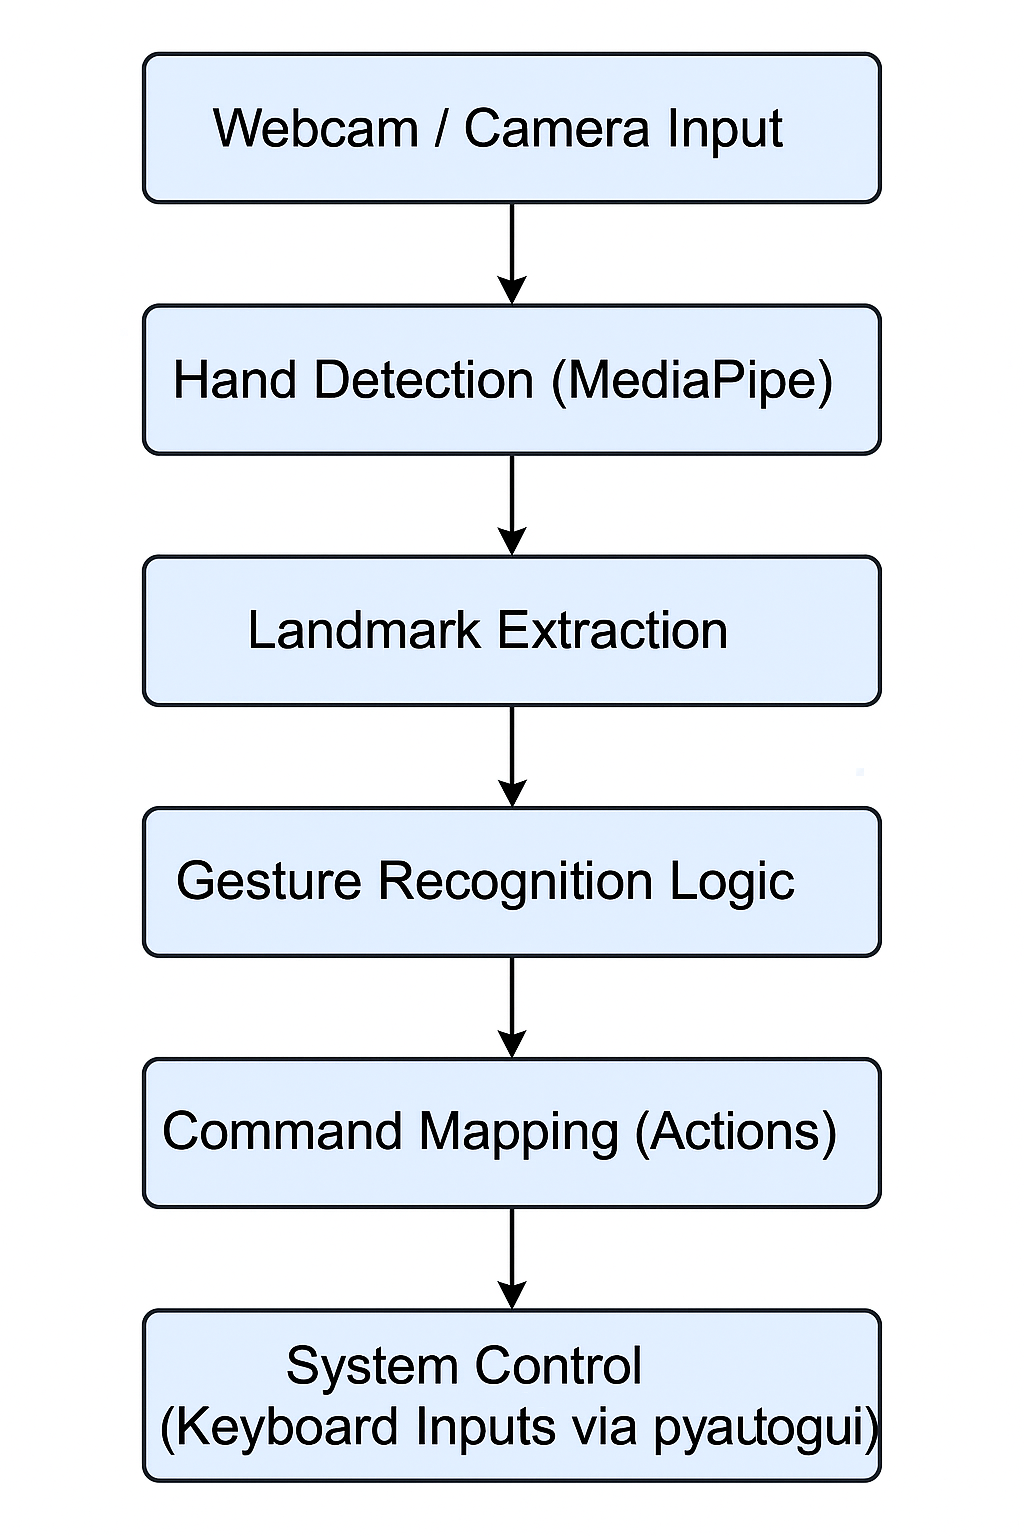 Webcam / Camera Input
Hand Detection (MediaPipe)
Landmark Extraction
Gesture Recognition Logic
Command Mapping (Actions)
System Control
(Keyboard Inputs via pyautogui)